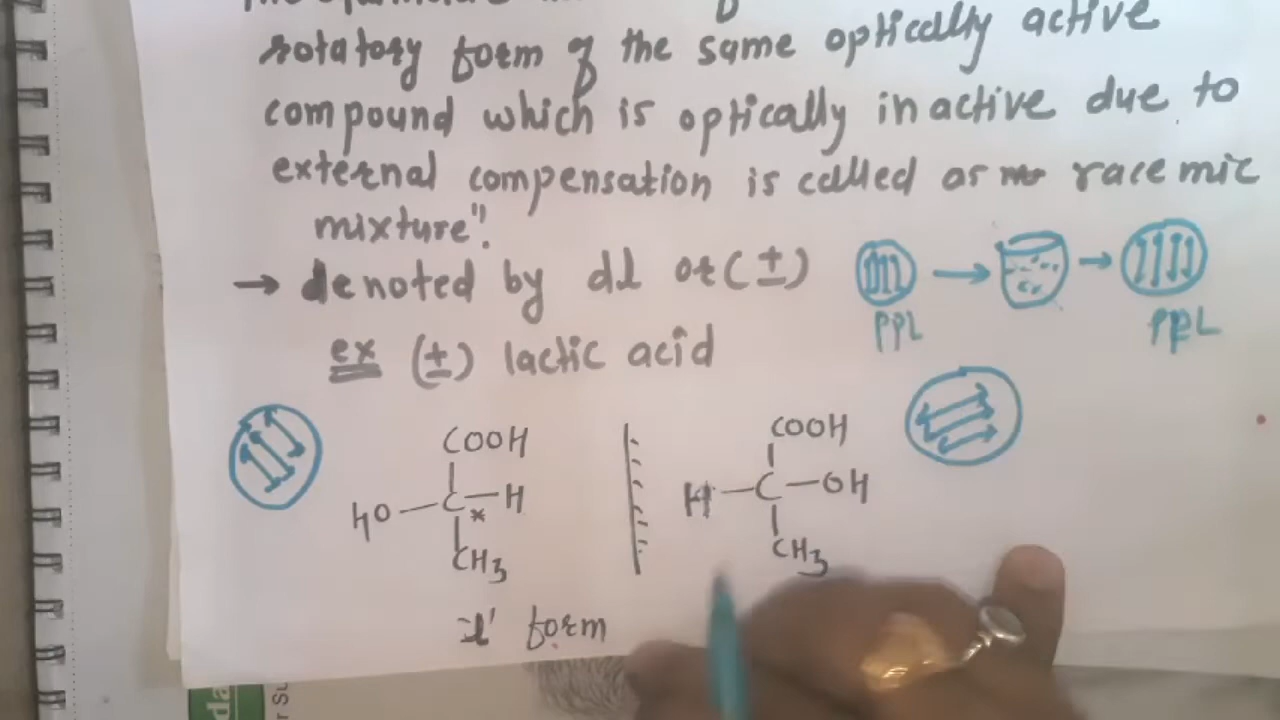 rotatory form of the same optically active
compound which is optically inactive due to
external compensation is called as racemic
mixture".
→ denoted by dl or (±)
PPL
PPL
ex (±) lactic acid
COOH
HO—C—H
*
CH3
COOH
H—C—OH
CH3
form